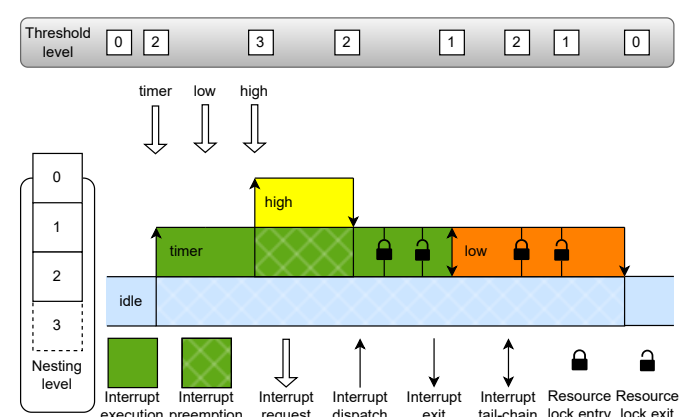 Threshold level
0 2 3 2 1 2 1 0
timer low high
0
1
2
3
high
timer
low
idle
Nesting level
Interrupt execution
Interrupt preemption
Interrupt request
Interrupt dispatch
Interrupt exit
Interrupt tail-chain
Resource lock entry
Resource lock exit